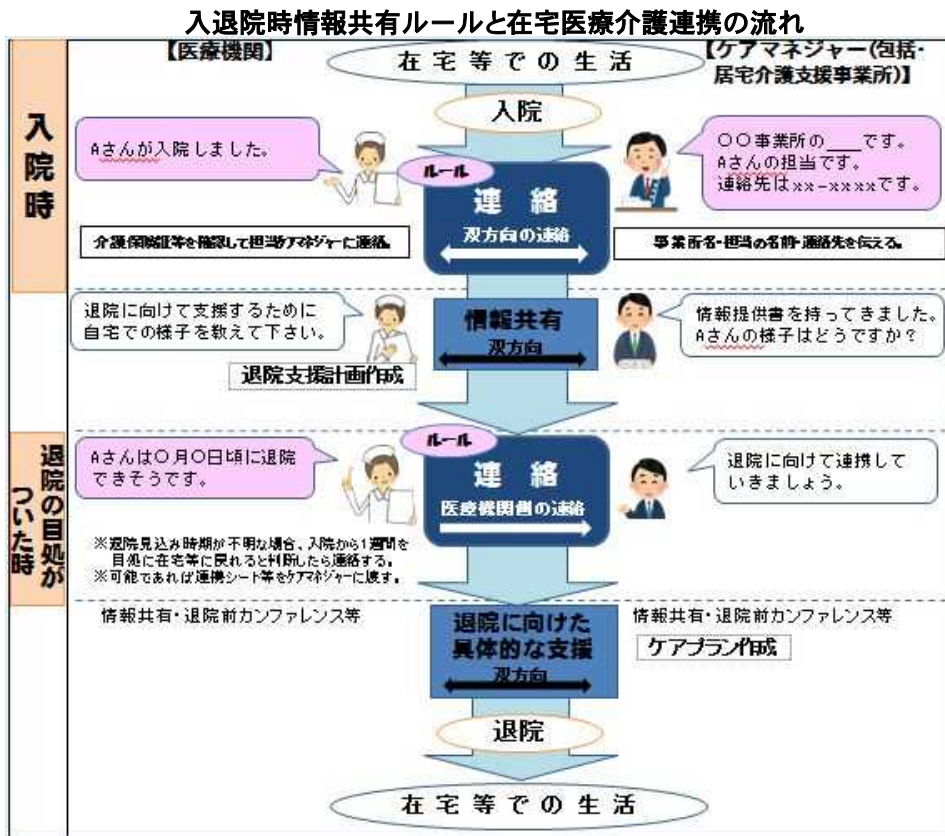 入退院時情報共有ルールと在宅医療介護連携の流れ
【医療機関】
在宅等での生活
【ケアマネジャー(包括・
居宅介護支援事業所)】
入院時
入院
Aさんが入院しました。
〇〇事業所の___です。
Aさんの担当です。
連絡先はxx-xxxxです。
ルール
連絡
双方向の連絡
介護保険証等を確認して担当ケアマネジャーに連絡。
事業所名・担当の名前・連絡先を伝える。
退院に向けて支援するために
自宅での様子を教えて下さい。
情報共有
双方向
情報提供書を持ってきました。
Aさんの様子はどうですか?
退院支援計画作成
退院の目処が
ついた時
ルール
Aさんは〇月〇日頃に退院
できそうです。
連絡
医療機関側の連絡
退院に向けて連携して
いきましょう。
※退院見込み時期が不明な場合、入院から1週間を
目処に在宅等に戻れると判断したら連絡する。
※可能であれば連携シート等をケアマネジャーに渡す。
情報共有・退院前カンファレンス等
退院に向けた
具体的な支援
双方向
情報共有・退院前カンファレンス等
ケアプラン作成
退院
在宅等での生活